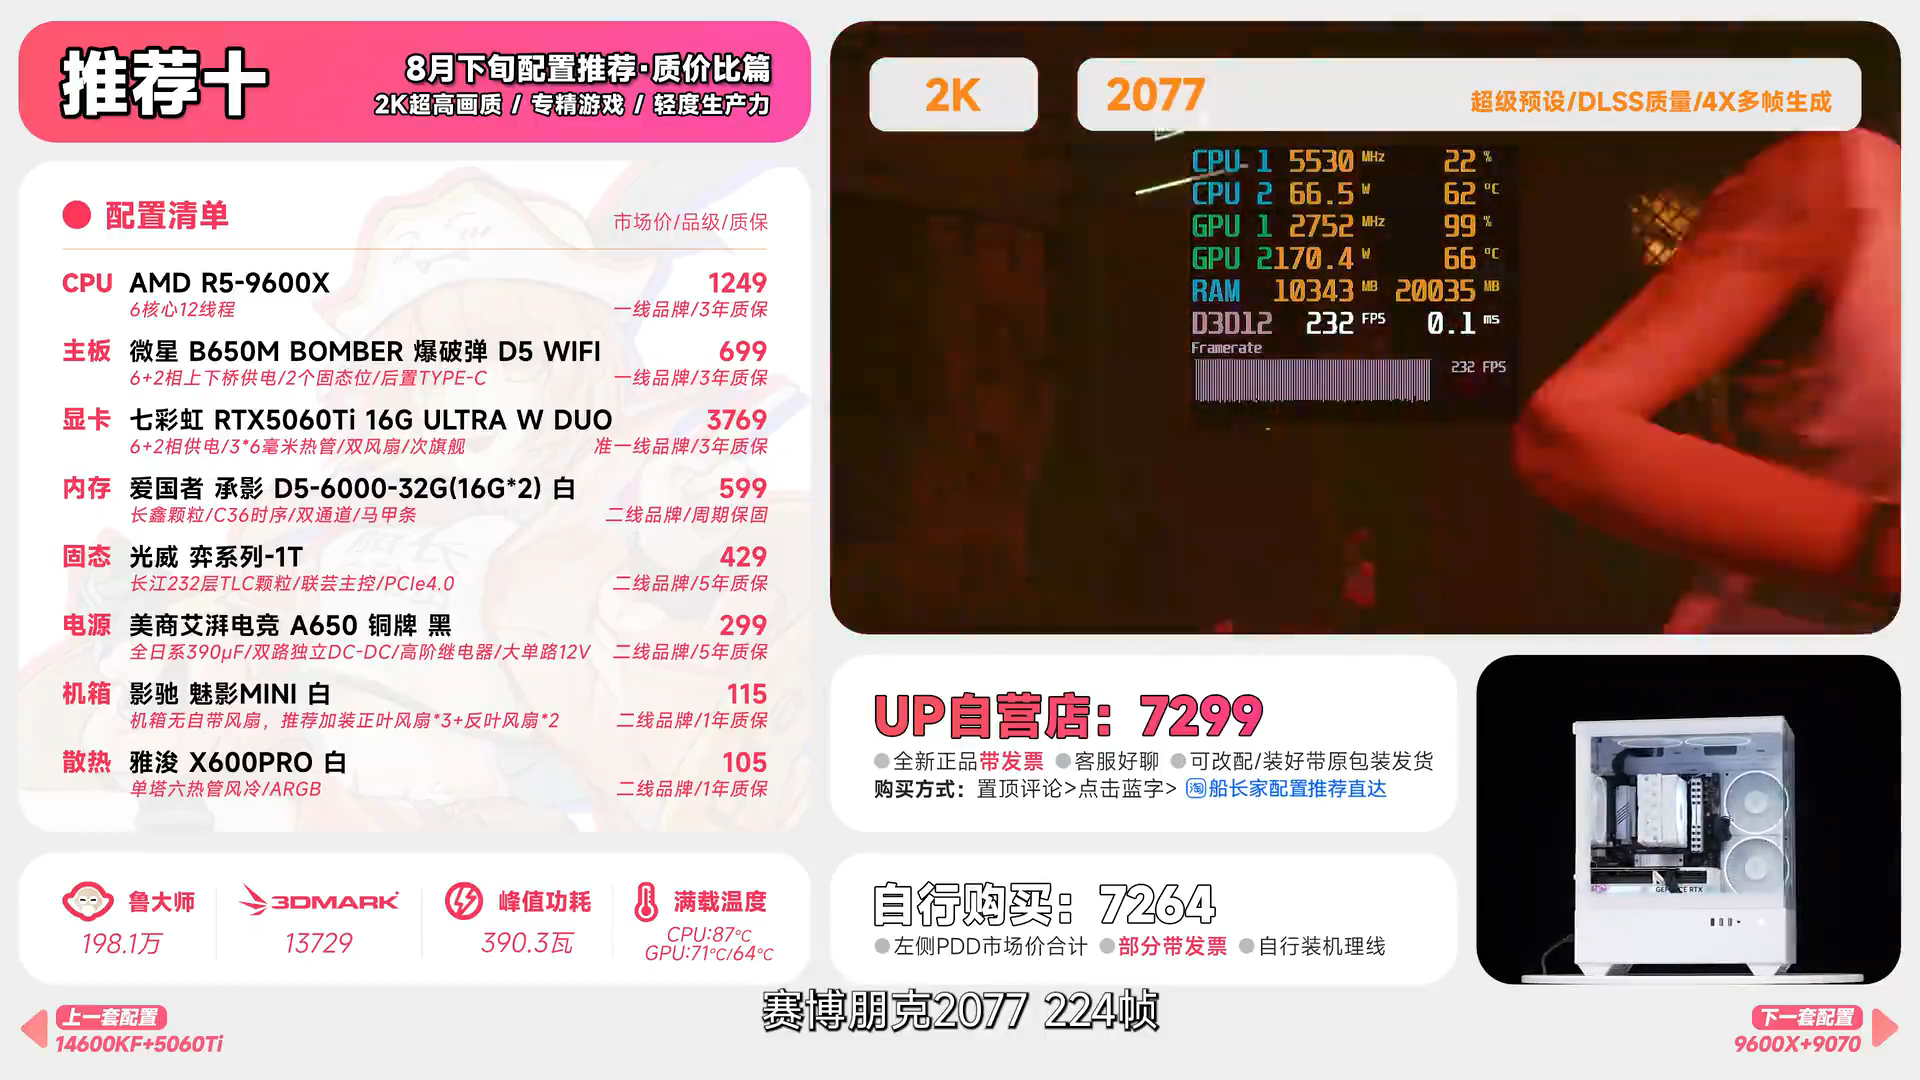 推荐十
8月下旬配置推荐·质价比篇
2K超高画质 / 专精游戏 / 轻度生产力
配置清单
市场价/品级/质保
CPU AMD R5-9600X 1249
6核心12线程 一线品牌/3年质保
主板 微星 B650M BOMBER 爆破弹 D5 WIFI 699
6+2相上下桥供电/2个固态位/后置TYPE-C 一线品牌/3年质保
显卡 七彩虹 RTX5060Ti 16G ULTRA W DUO 3769
6+2相供电/3*6毫米热管/双风扇/次旗舰 准一线品牌/3年质保
内存 爱国者 承影 D5-6000-32G(16G*2) 白 599
长鑫颗粒/C36时序/双通道/马甲条 二线品牌/周期保固
固态 光威 弈系列-1T 429
长江232层TLC颗粒/联芸主控/PCIe4.0 二线品牌/5年质保
电源 美商艾湃电竞 A650 铜牌 黑 299
全日系390μF/双路独立DC-DC/高阶继电器/大单路12V 二线品牌/5年质保
机箱 影驰 魅影MINI 白 115
机箱无自带风扇，推荐加装正叶风扇*3+反叶风扇*2 二线品牌/1年质保
散热 雅浚 X600PRO 白 105
单塔六热管风冷/ARGB 二线品牌/1年质保
鲁大师 3DMARK 峰值功耗 满载温度
198.1万 13729 390.3瓦 CPU:87℃
GPU:71℃/64℃
上一套配置
14600KF+5060Ti
2K
2077
超级预设/DLSS质量/4X多帧生成
CPU 1 5530 MHz 22 %
CPU 2 66.5 W 62 °C
GPU 1 2752 MHz 99 %
GPU 2 170.4 W 66 °C
RAM 10343 MB 20035 MB
D3D12 232 FPS 0.1 ms
Framerate
232 FPS
UP自营店：7299
全新正品带发票 客服好聊 可改配/装好带原包装发货
购买方式：置顶评论>点击蓝字> 淘 船长家配置推荐直达
自行购买：7264
左侧PDD市场价合计 部分带发票 自行装机理线
GEFORCE RTX
赛博朋克2077 224帧
下一套配置
9600X+9070